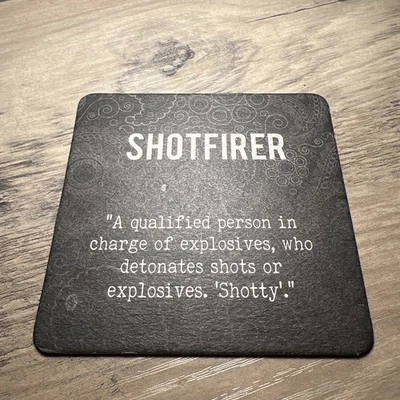 SHOTFIRER
"A qualified person in
charge of explosives, who
detonates shots or
explosives. 'Shotty'."